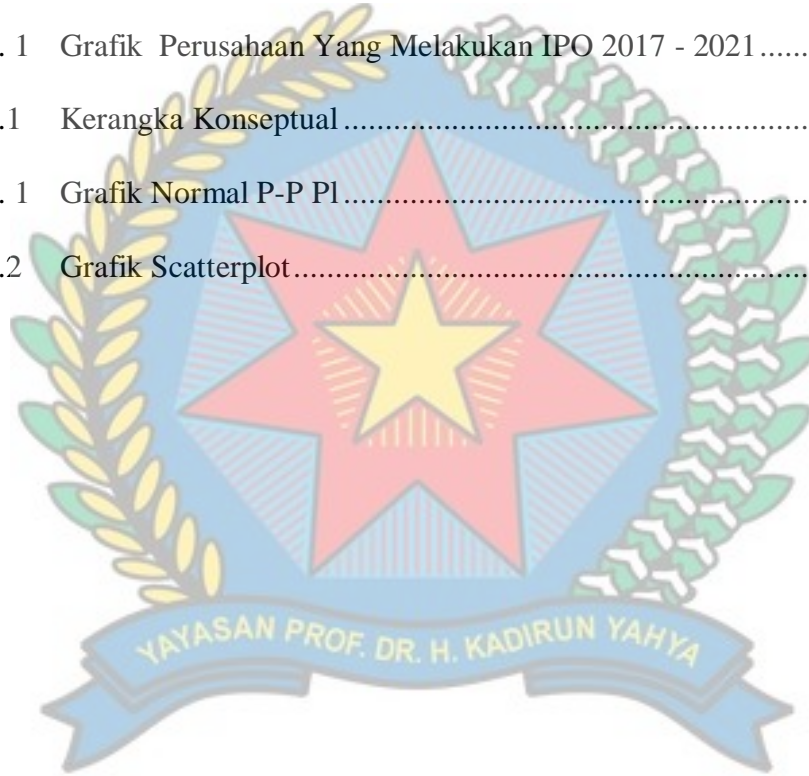 . 1 Grafik Perusahaan Yang Melakukan IPO 2017 - 2021......
.1 Kerangka Konseptual.......................................................
. 1 Grafik Normal P-P Pl.......................................................
.2 Grafik Scatterplot.............................................................
YAYASAN PROF. DR. H. KADIRUN YAHYA